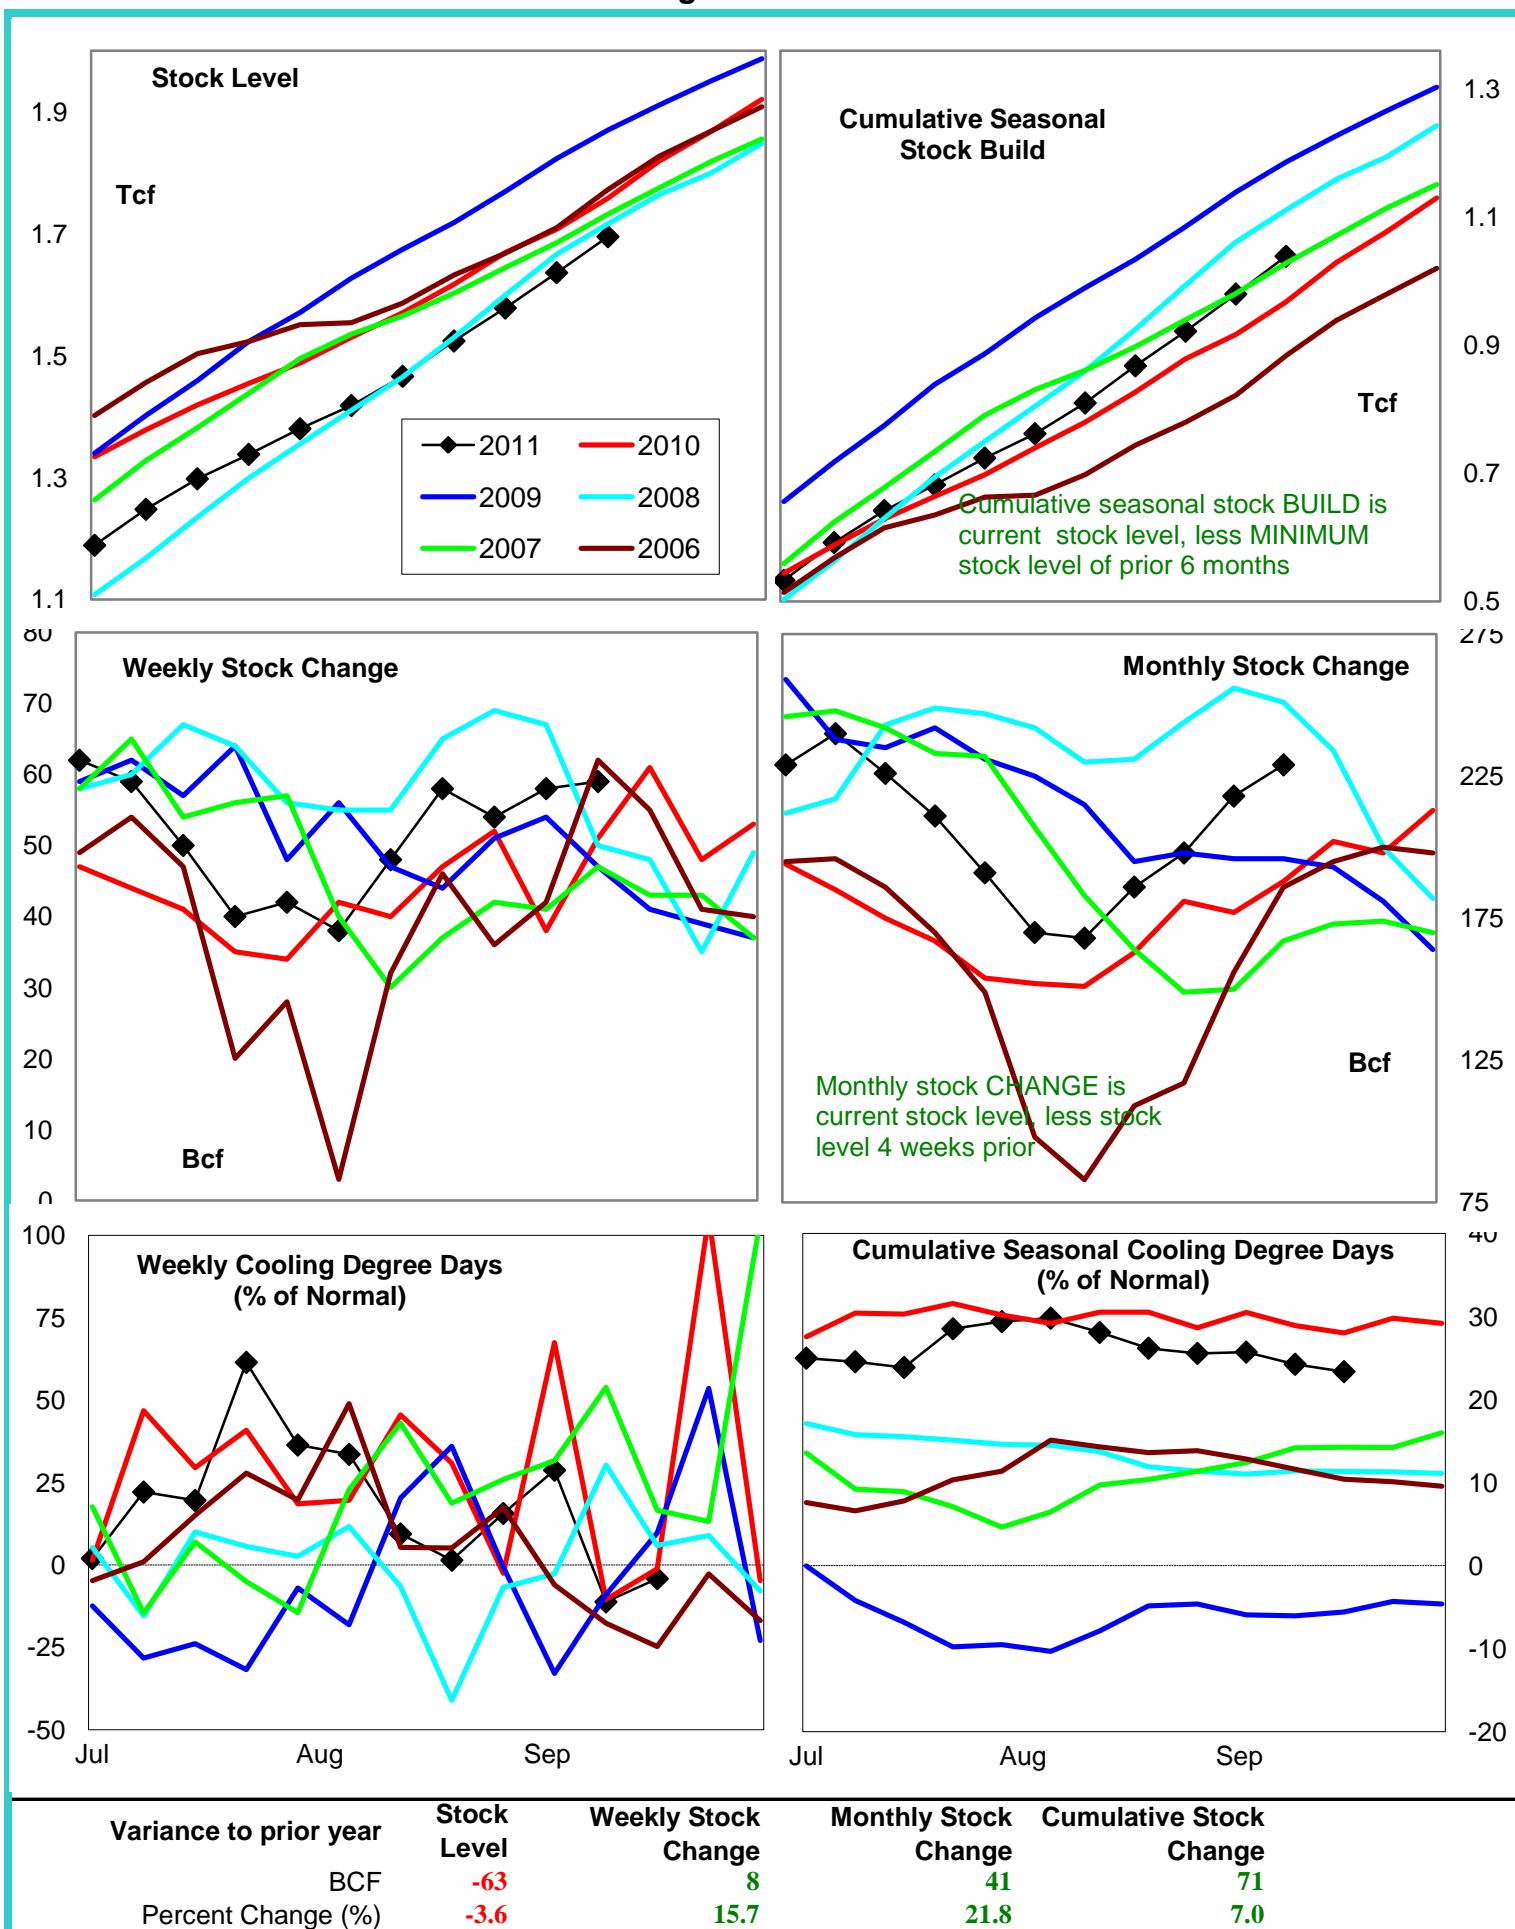 Stock Level
Tcf
1.9
1.7
1.5
1.3
1.1
2011
2010
2009
2008
2007
2006
Cumulative Seasonal
Stock Build
Tcf
Cumulative seasonal stock BUILD is
current stock level, less MINIMUM
stock level of prior 6 months
1.3
1.1
0.9
0.7
0.5
Weekly Stock Change
80
70
60
50
40
30
20
10
0
Bcf
Monthly Stock Change
275
225
175
125
75
Bcf
Monthly stock CHANGE is
current stock level, less stock
level 4 weeks prior
Weekly Cooling Degree Days
(% of Normal)
100
75
50
25
0
-25
-50
Jul Aug Sep
Cumulative Seasonal Cooling Degree Days
(% of Normal)
40
30
20
10
0
-10
-20
Jul Aug Sep
Variance to prior year Stock Level Weekly Stock Change Monthly Stock Change Cumulative Stock Change
BCF -63 8 41 71
Percent Change (%) -3.6 15.7 21.8 7.0